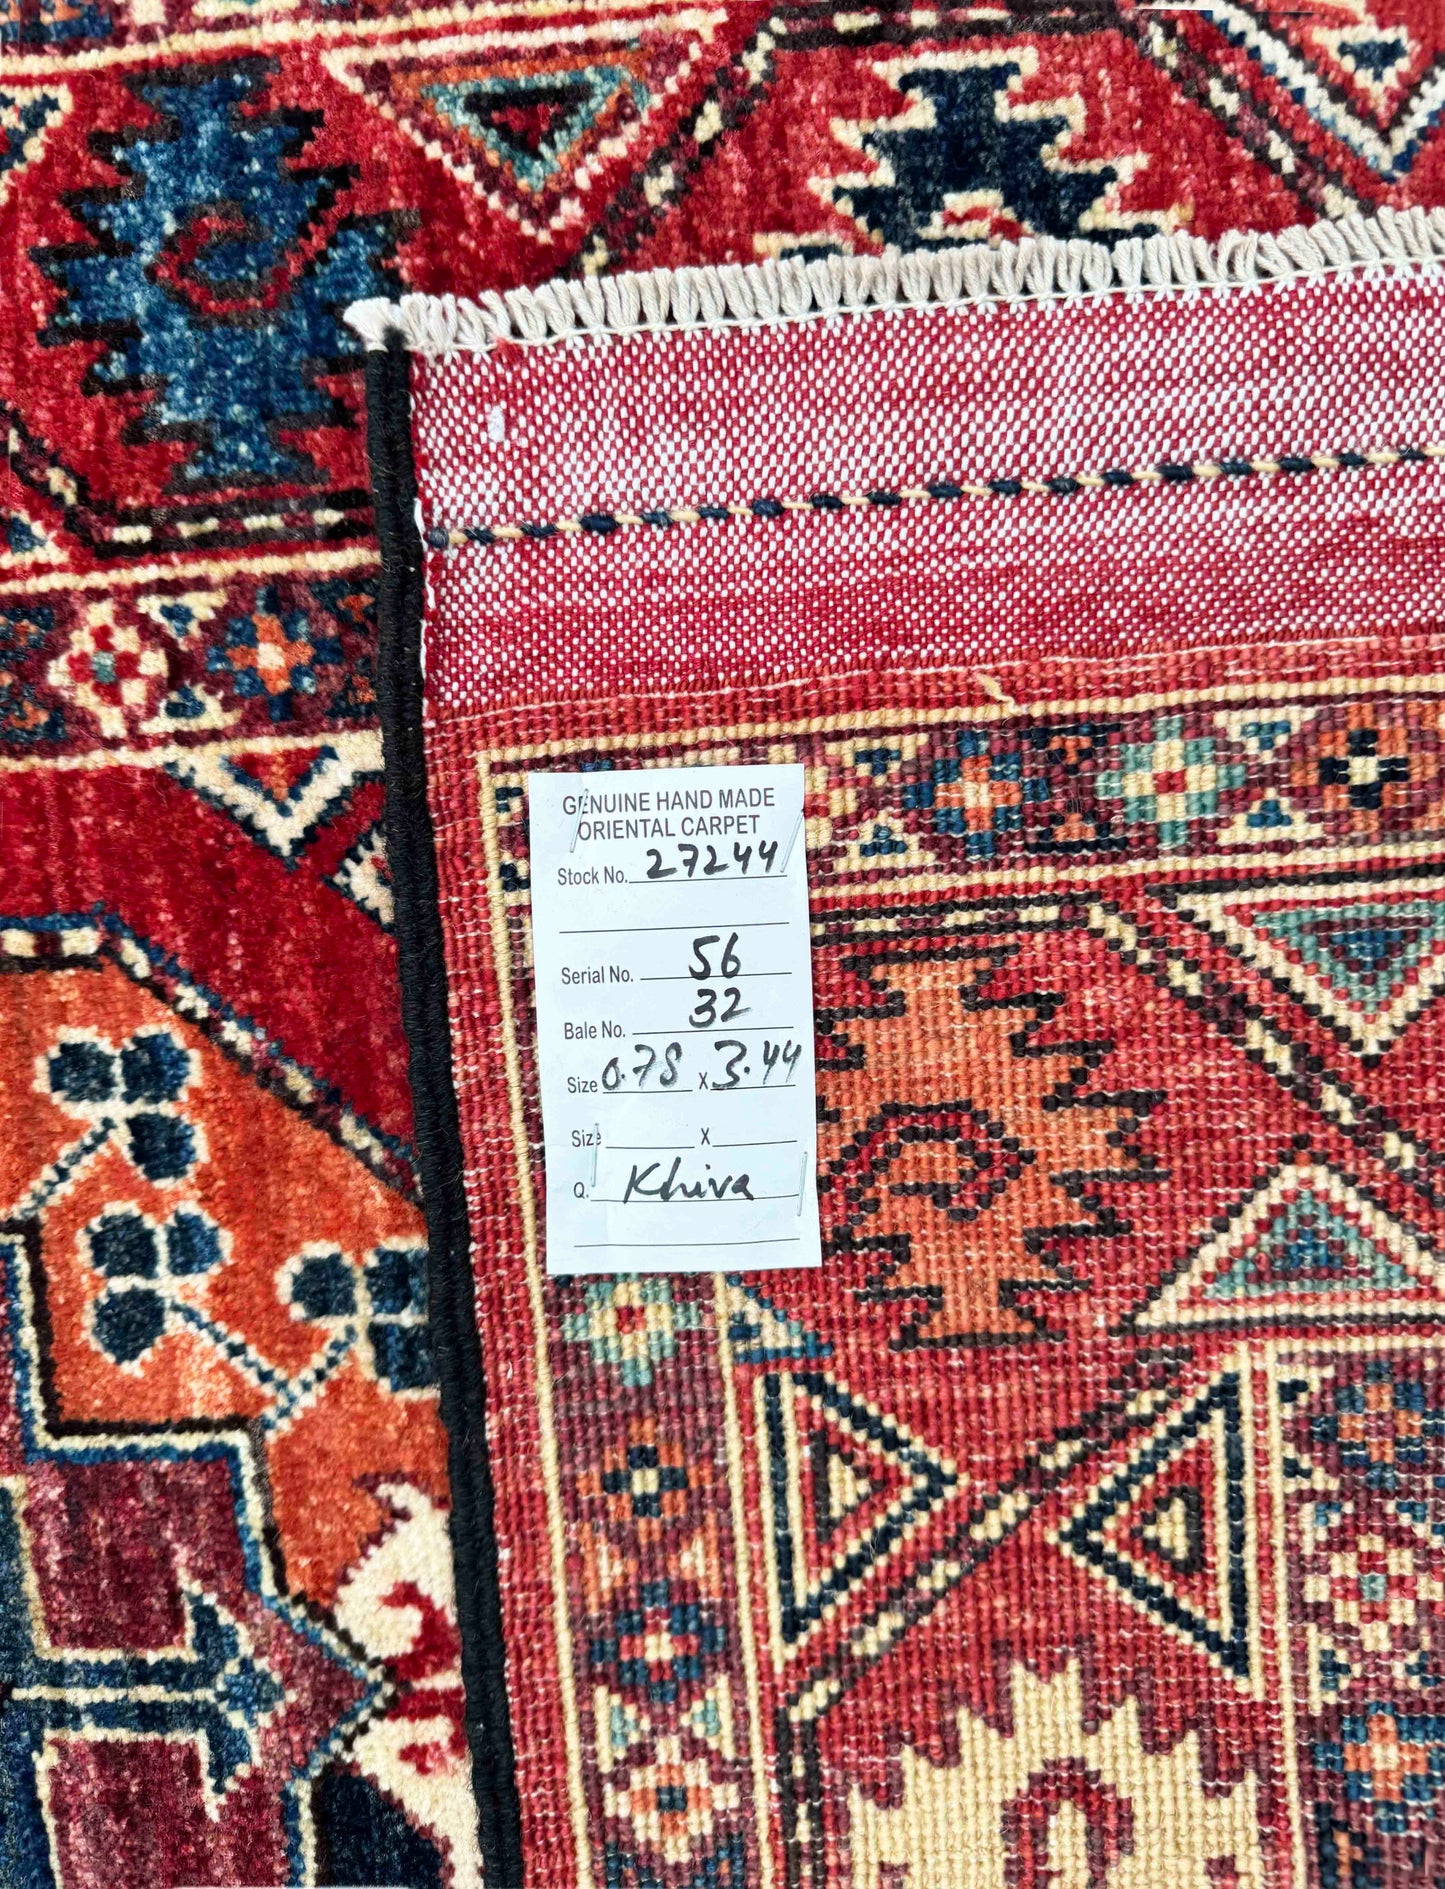 GENUINE HAND MADE
ORIENTAL CARPET
Stock No. 27244
Serial No. 56
Bale No. 32
Size 0.78 X 3.44
Size X
Q. Khiva